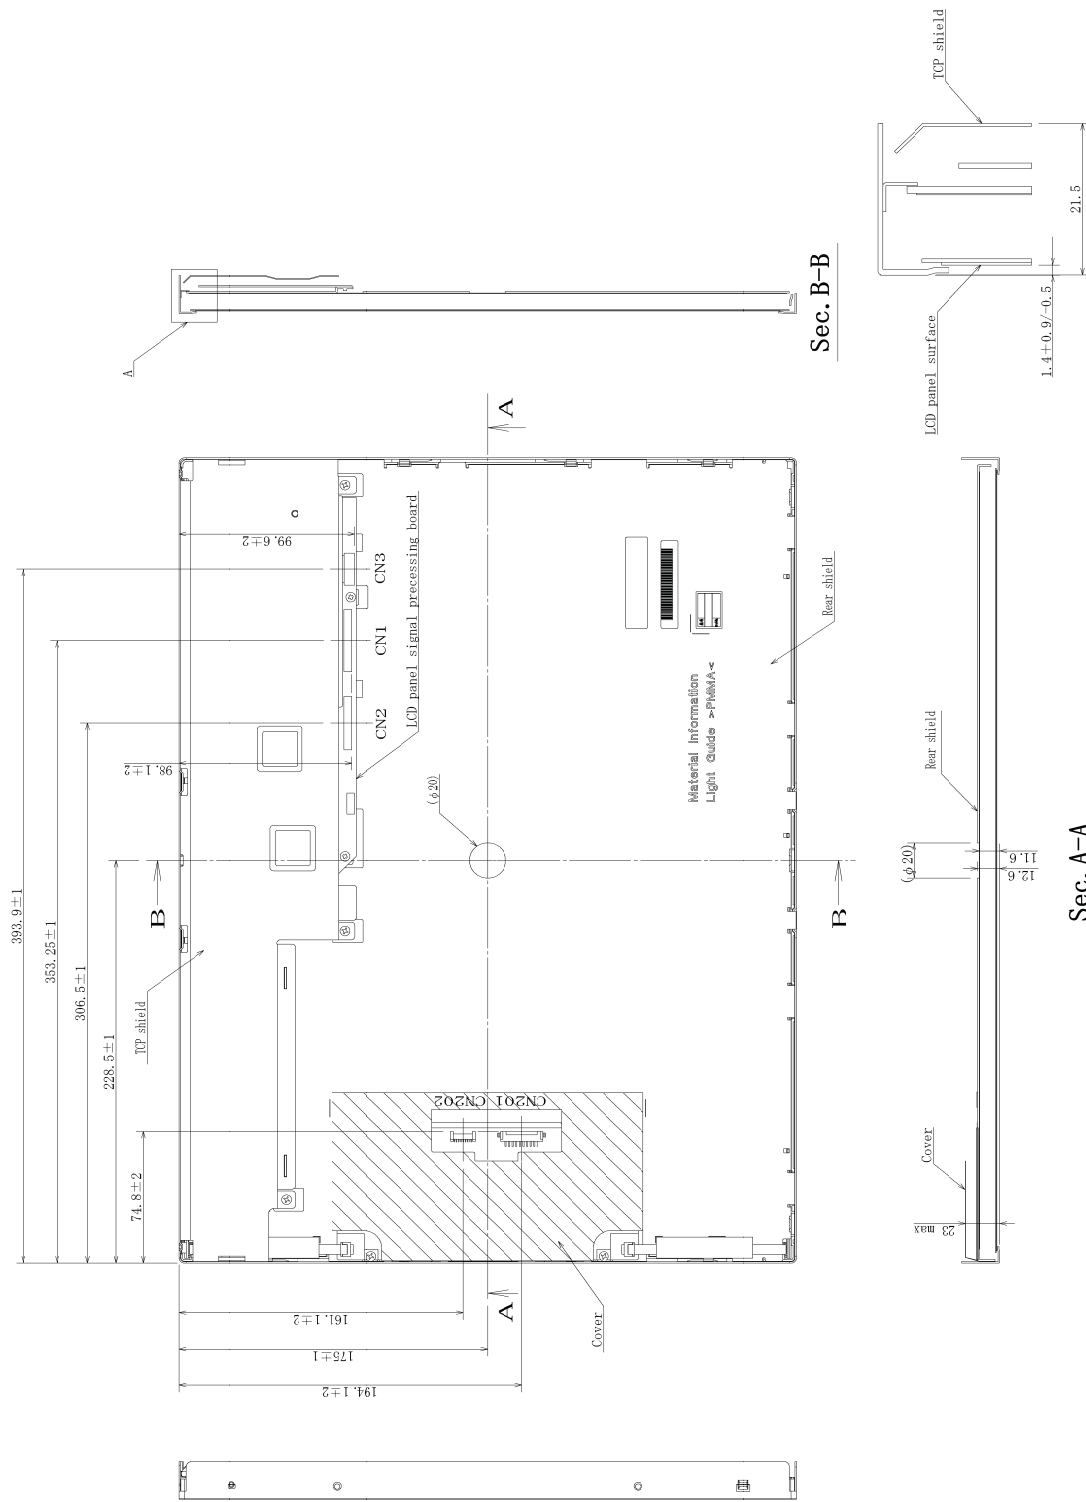 TCP shield
21.5
LCD panel surface
1.4+0.9/-0.5
A
Sec. B-B
A
99.6±2
393.9±1
CN3
353.25±1
CN1
306.5±1
CN2
98.1±2
LCD panel signal precessing board
(φ20)
Rear shield
Material Information
Light Guide >PMMA<
228.5±1
B
B
TCP shield
74.8±2
CN202
CN201
Cover
A
161.1±2
175±1
194.1±2
Rear shield
(φ20)
11.6
12.6
Cover
23 max
Sec. A-A